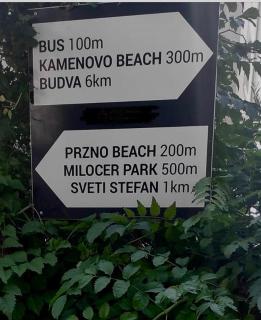 BUS 100m
KAMENOVO BEACH 300m
BUDVA 6km
PRZNO BEACH 200m
MILOCER PARK 500m
SVETI STEFAN 1km